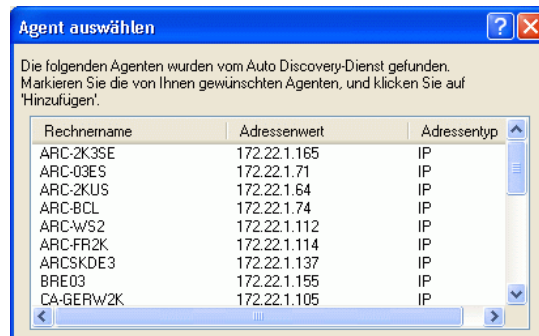 Agent auswählen
Die folgenden Agenten wurden vom Auto Discovery-Dienst gefunden.
Markieren Sie die von Ihnen gewünschten Agenten, und klicken Sie auf
'Hinzufügen'.
Rechnername Adressenwert Adressentyp
ARC-2K3SE 172.22.1.165 IP
ARC-03ES 172.22.1.71 IP
ARC-2KUS 172.22.1.64 IP
ARC-BCL 172.22.1.74 IP
ARC-WS2 172.22.1.112 IP
ARC-FR2K 172.22.1.114 IP
ARCSKDE3 172.22.1.137 IP
BRE03 172.22.1.155 IP
CA-GERW2K 172.22.1.105 IP